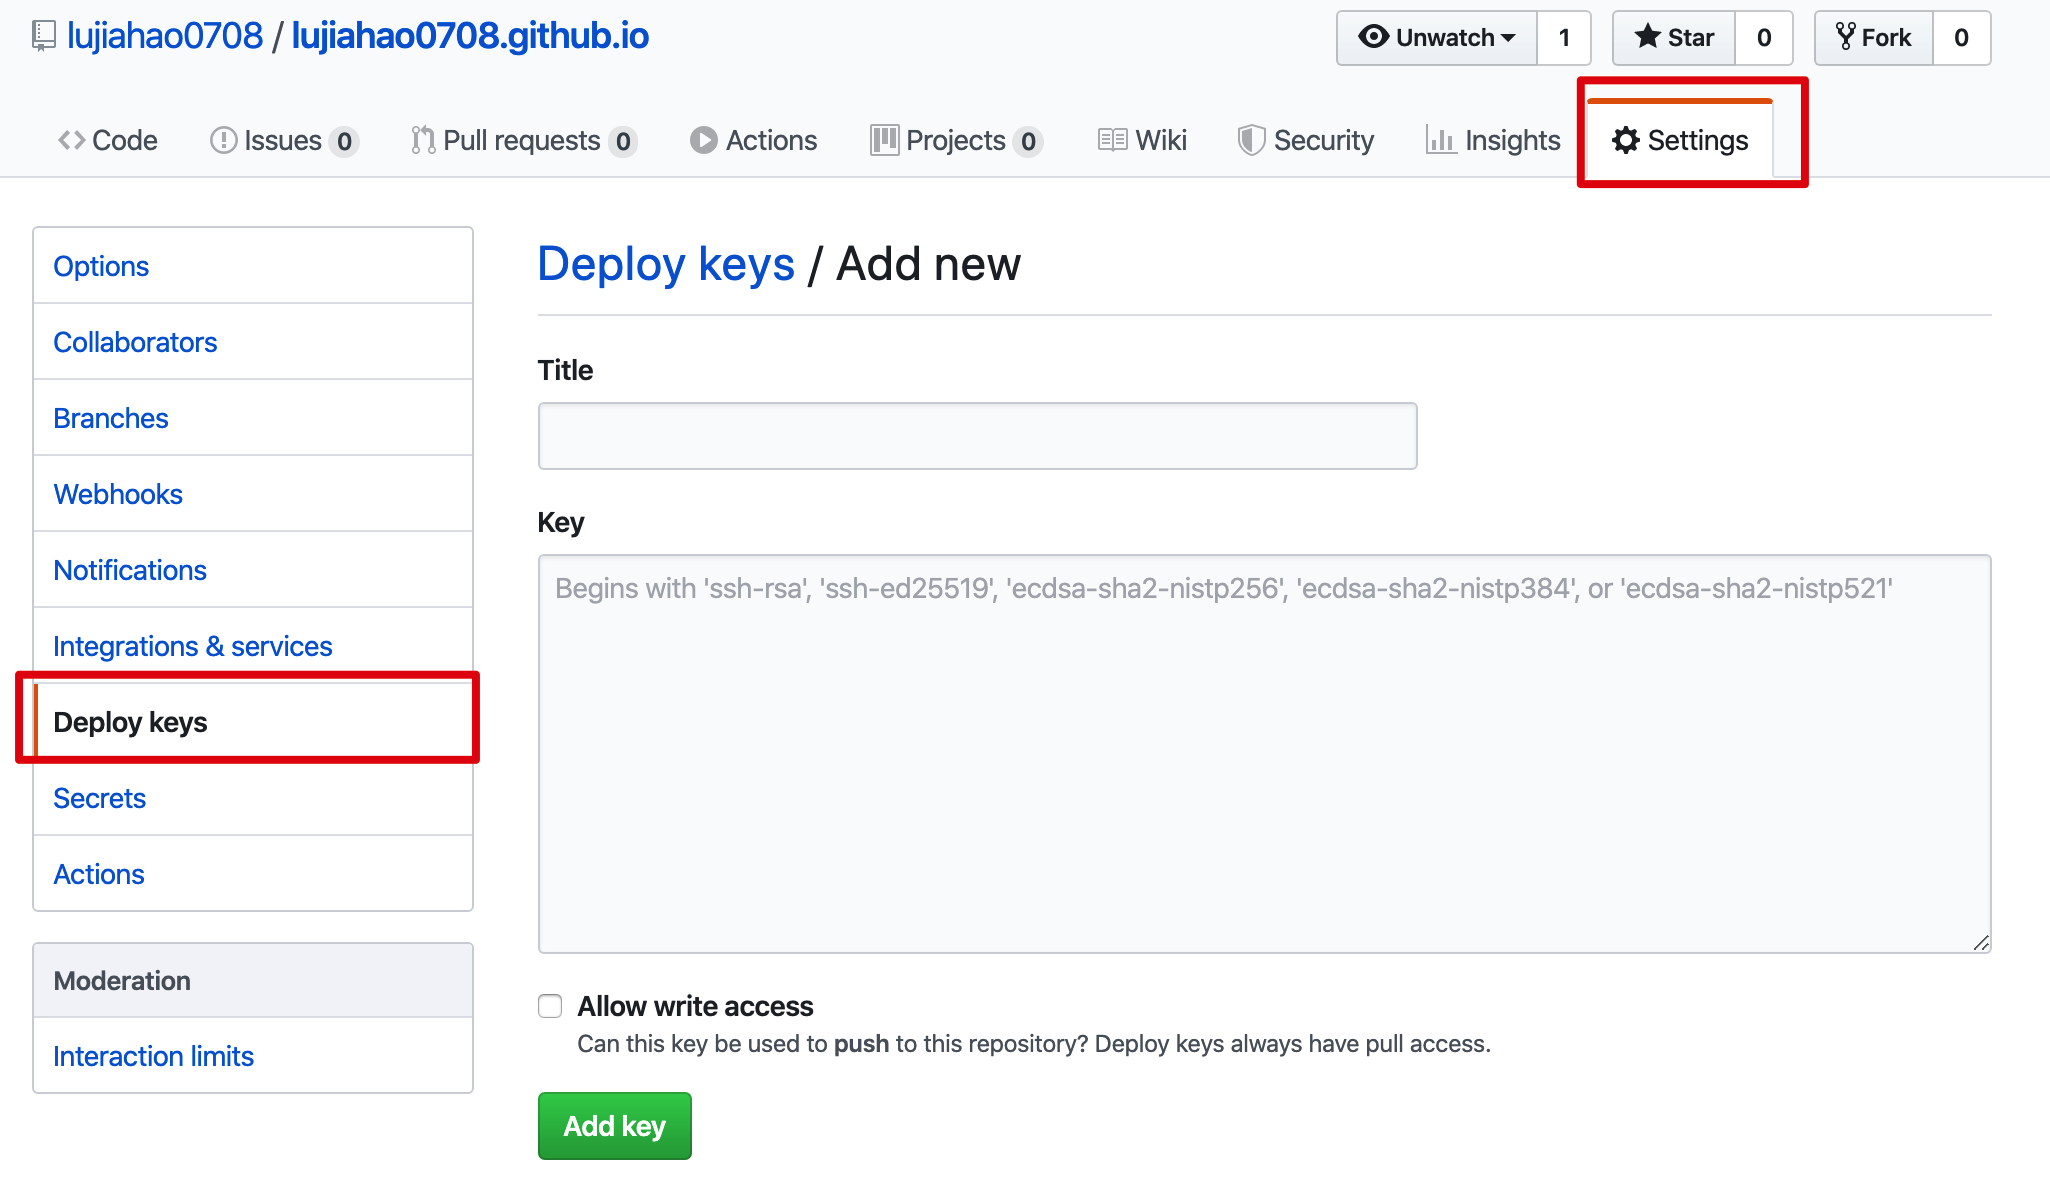 lujiahao0708 / lujiahao0708.github.io
Unwatch 1 Star 0 Fork 0
Code Issues 0 Pull requests 0 Actions Projects 0 Wiki Security Insights Settings
Options
Collaborators
Branches
Webhooks
Notifications
Integrations & services
Deploy keys
Secrets
Actions
Moderation
Interaction limits
Deploy keys / Add new
Title
Key
Begins with 'ssh-rsa', 'ssh-ed25519', 'ecdsa-sha2-nistp256', 'ecdsa-sha2-nistp384', or 'ecdsa-sha2-nistp521'
Allow write access
Can this key be used to push to this repository? Deploy keys always have pull access.
Add key